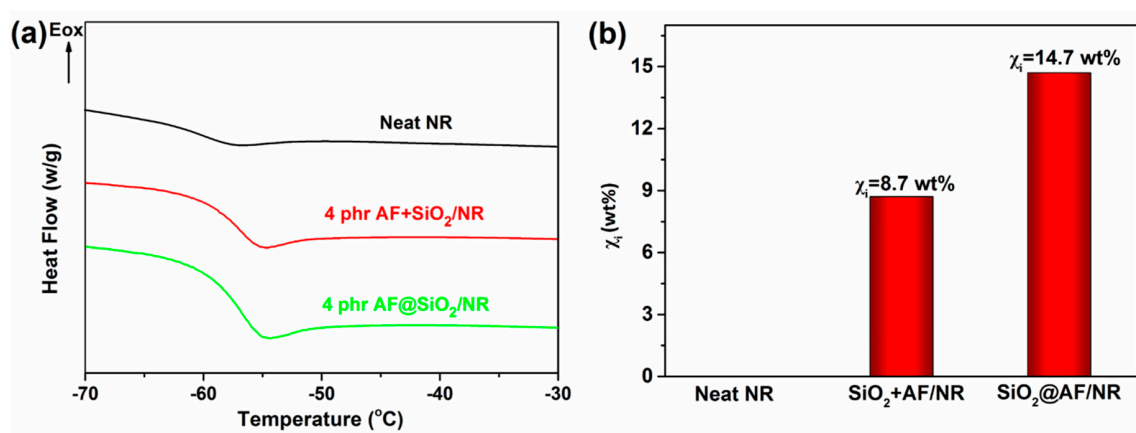 (a)
Eox
Heat Flow (w/g)
Neat NR
4 phr AF+SiO₂/NR
4 phr AF@SiO₂/NR
-70
-60
-50
-40
-30
Temperature (°C)
(b)
χᵢ (wt%)
15
12
9
6
3
0
χᵢ=14.7 wt%
χᵢ=8.7 wt%
Neat NR
SiO₂+AF/NR
SiO₂@AF/NR